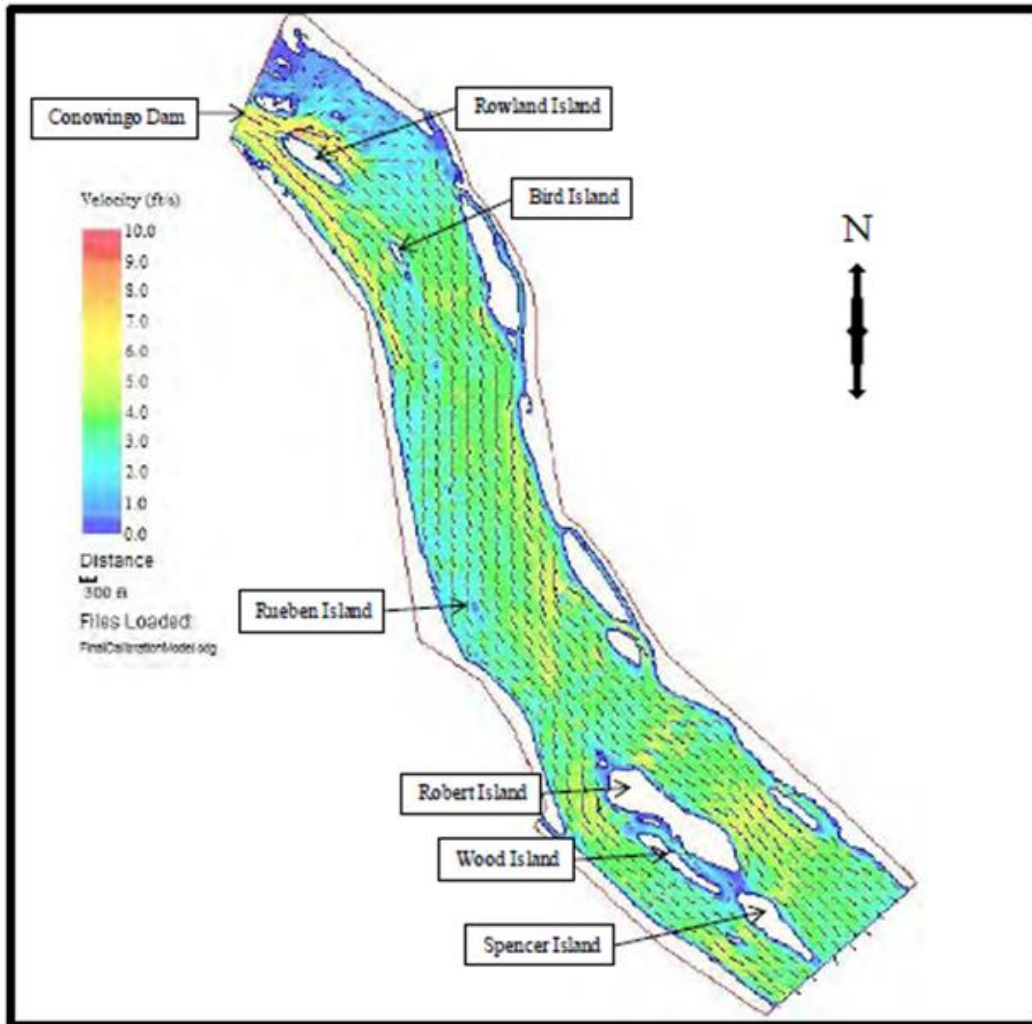 Conowingo Dam
Rowland Island
Bird Island
N
Velocity (ft/s)
10.0
9.0
8.0
7.0
6.0
5.0
4.0
3.0
2.0
1.0
0.0
Distance
300 ft
Files Loaded:
FinalCalibrationModel.sdg
Rueben Island
Robert Island
Wood Island
Spencer Island